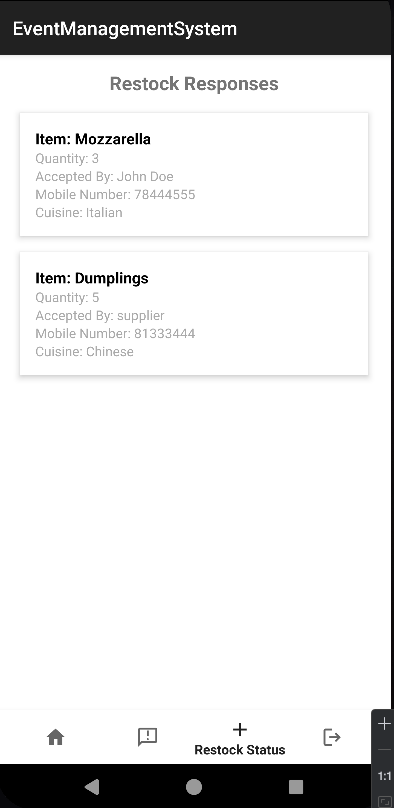 EventManagementSystem
Restock Responses
Item: Mozzarella
Quantity: 3
Accepted By: John Doe
Mobile Number: 78444555
Cuisine: Italian
Item: Dumplings
Quantity: 5
Accepted By: supplier
Mobile Number: 81333444
Cuisine: Chinese
Restock Status
1:1